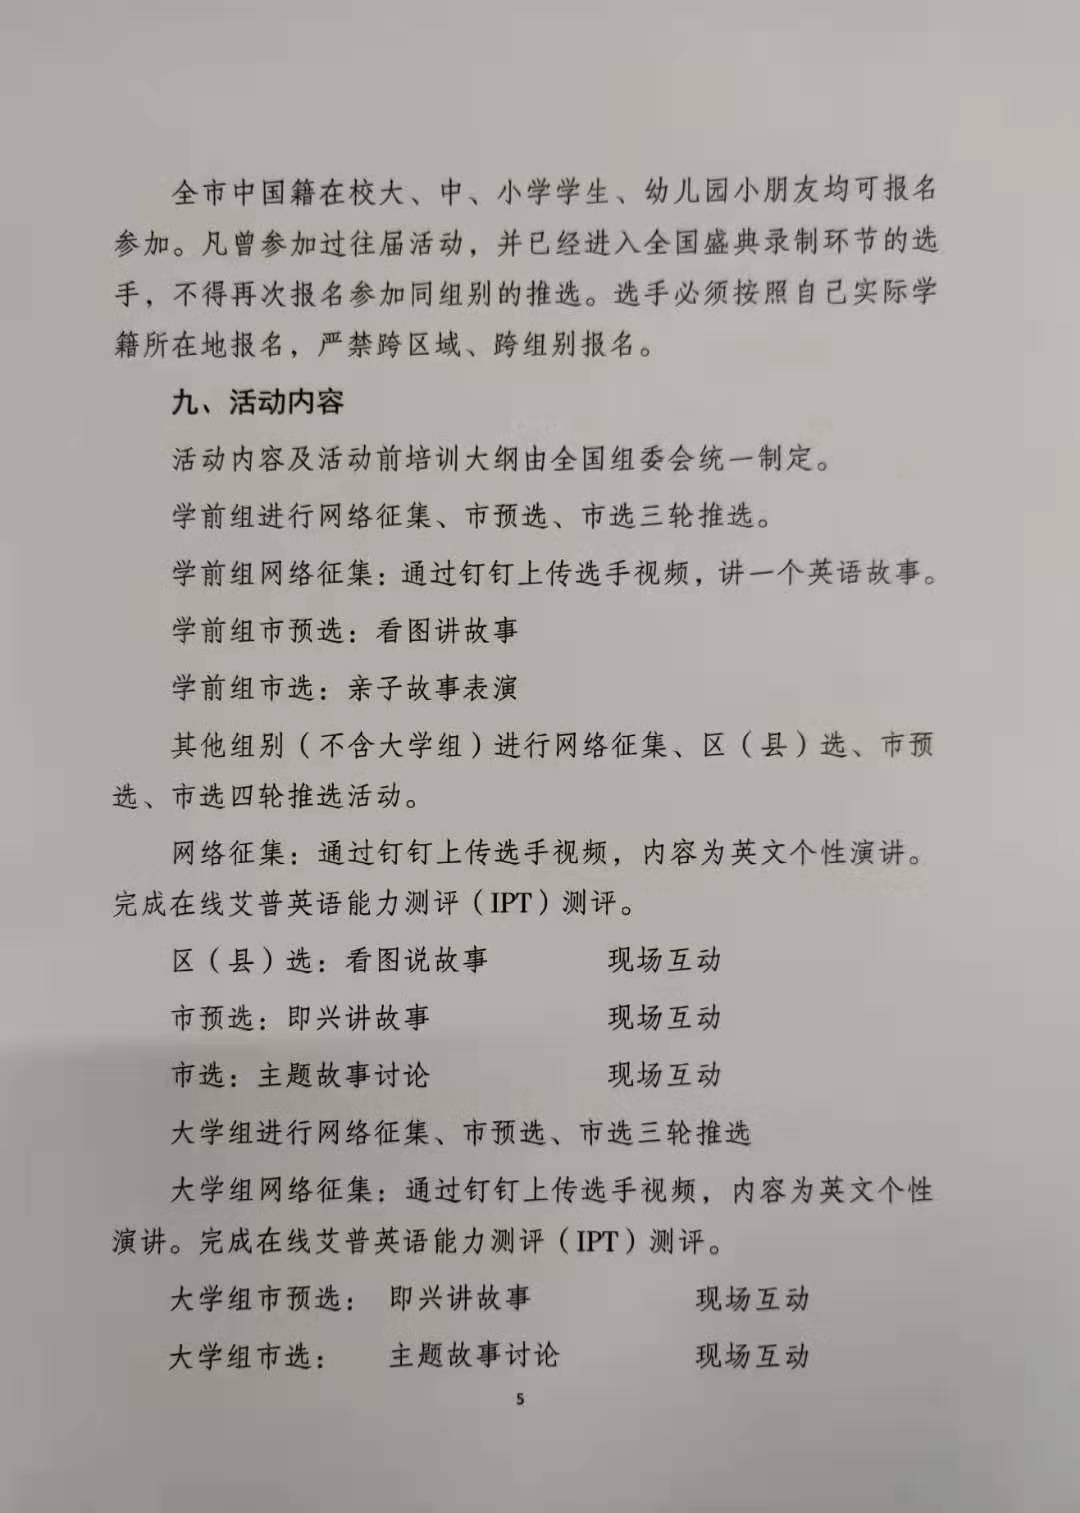 全市中国籍在校大、中、小学学生、幼儿园小朋友均可报名
参加。凡曾参加过往届活动，并已经进入全国盛典录制环节的选
手，不得再次报名参加同组别的推选。选手必须按照自己实际学
籍所在地报名，严禁跨区域、跨组别报名。
九、活动内容
活动内容及活动前培训大纲由全国组委会统一制定。
学前组进行网络征集、市预选、市选三轮推选。
学前组网络征集：通过钉钉上传选手视频，讲一个英语故事。
学前组市预选：看图讲故事
学前组市选：亲子故事表演
其他组别（不含大学组）进行网络征集、区（县）选、市预
选、市选四轮推选活动。
网络征集：通过钉钉上传选手视频，内容为英文个性演讲。
完成在线艾普英语能力测评（IPT）测评。
区（县）选：看图说故事 现场互动
市预选：即兴讲故事 现场互动
市选：主题故事讨论 现场互动
大学组进行网络征集、市预选、市选三轮推选
大学组网络征集：通过钉钉上传选手视频，内容为英文个性
演讲。完成在线艾普英语能力测评（IPT）测评。
大学组市预选： 即兴讲故事 现场互动
大学组市选： 主题故事讨论 现场互动
5